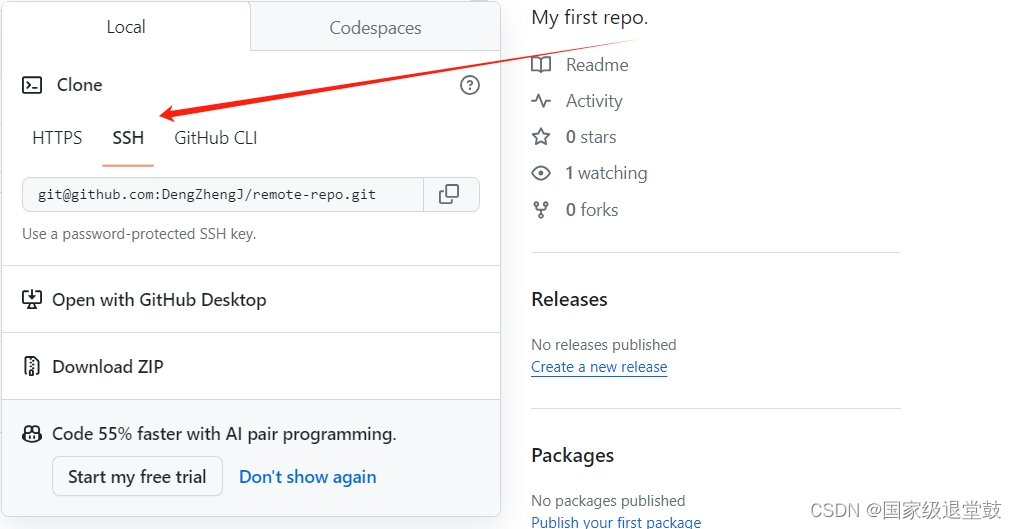 Local
Codespaces
Clone
HTTPS
SSH
GitHub CLI
git@github.com:DengZhengJ/remote-repo.git
Use a password-protected SSH key.
Open with GitHub Desktop
Download ZIP
Code 55% faster with AI pair programming.
Start my free trial
Don't show again
My first repo.
Readme
Activity
0 stars
1 watching
0 forks
Releases
No releases published
Create a new release
Packages
No packages published
Publish your first package
CSDN @国家级退堂鼓